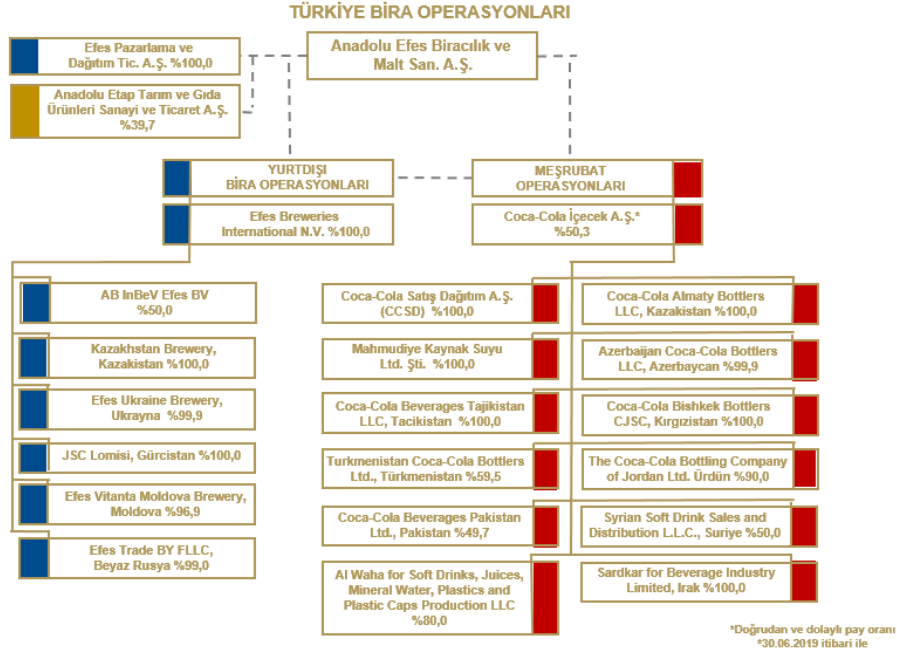 TÜRKİYE BİRA OPERASYONLARI
Efes Pazarlama ve
Dağıtım Tic. A.Ş. %100,0
Anadolu Efes Biracılık ve
Malt San. A.Ş.
Anadolu Etap Tarım ve Gıda
Ürünleri Sanayi ve Ticaret A.Ş.
%39,7
YURTDIŞI
BİRA OPERASYONLARI
MEŞRUBAT
OPERASYONLARI
Efes Breweries
International N.V. %100,0
Coca-Cola İçecek A.Ş.*
%50,3
AB InBeV Efes BV
%50,0
Kazakhstan Brewery,
Kazakistan %100,0
Efes Ukraine Brewery,
Ukrayna %99,9
JSC Lomisi, Gürcistan %100,0
Efes Vitanta Moldova Brewery,
Moldova %96,9
Efes Trade BY FLLC,
Beyaz Rusya %99,0
Coca-Cola Satış Dağıtım A.Ş.
(CCSD) %100,0
Mahmudiye Kaynak Suyu
Ltd. Şti. %100,0
Coca-Cola Beverages Tajikistan
LLC, Tacikistan %100,0
Turkmenistan Coca-Cola Bottlers
Ltd., Türkmenistan %59,5
Coca-Cola Beverages Pakistan
Ltd., Pakistan %49,7
Al Waha for Soft Drinks, Juices,
Mineral Water, Plastics and
Plastic Caps Production LLC
%80,0
Coca-Cola Almaty Bottlers
LLC, Kazakistan %100,0
Azerbaijan Coca-Cola Bottlers
LLC, Azerbaycan %99,9
Coca-Cola Bishkek Bottlers
CJSC, Kırgızistan %100,0
The Coca-Cola Bottling Company
of Jordan Ltd. Ürdün %90,0
Syrian Soft Drink Sales and
Distribution L.L.C., Suriye %50,0
Sardkar for Beverage Industry
Limited, Irak %100,0
*Doğrudan ve dolaylı pay oranı
*30.06.2019 itibari ile